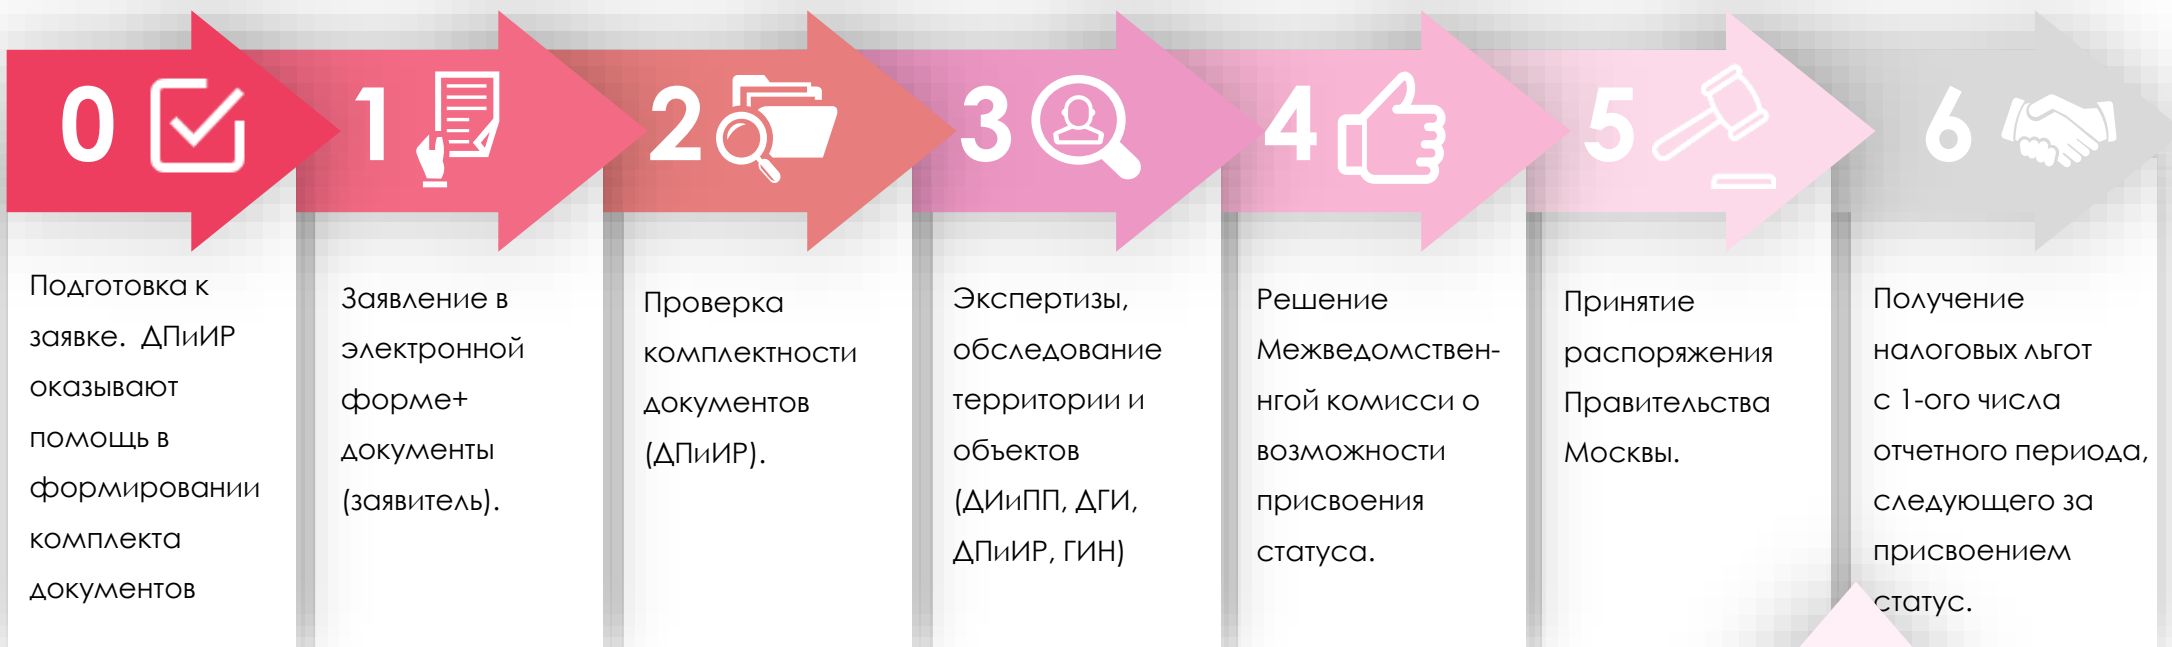 0
1
2
3
4
5
6
Подготовка к
заявке. ДПиИР
оказывают
помощь в
формировании
комплекта
документов
Заявление в
электронной
форме+
документы
(заявитель).
Проверка
комплектности
документов
(ДПиИР).
Экспертизы,
обследование
территории и
объектов
(ДИиПП, ДГИ,
ДПиИР, ГИН)
Решение
Межведомствен-
нгой комисси о
возможности
присвоения
статуса.
Принятие
распоряжения
Правительства
Москвы.
Получение
налоговых льгот
с 1-ого числа
отчетного периода,
следующего за
присвоением
статус.